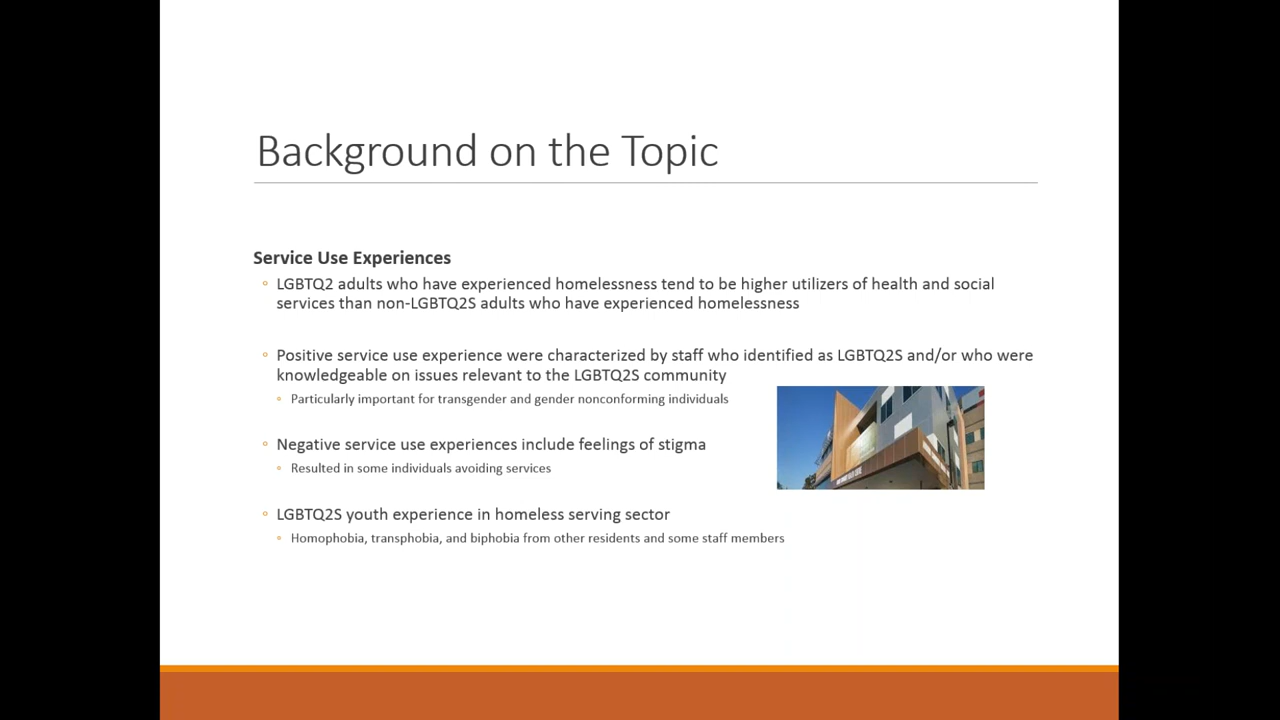 Background on the Topic
Service Use Experiences
◦ LGBTQ2 adults who have experienced homelessness tend to be higher utilizers of health and social
services than non-LGBTQ2S adults who have experienced homelessness
◦ Positive service use experience were characterized by staff who identified as LGBTQ2S and/or who were
knowledgeable on issues relevant to the LGBTQ2S community
◦ Particularly important for transgender and gender nonconforming individuals
◦ Negative service use experiences include feelings of stigma
◦ Resulted in some individuals avoiding services
◦ LGBTQ2S youth experience in homeless serving sector
◦ Homophobia, transphobia, and biphobia from other residents and some staff members